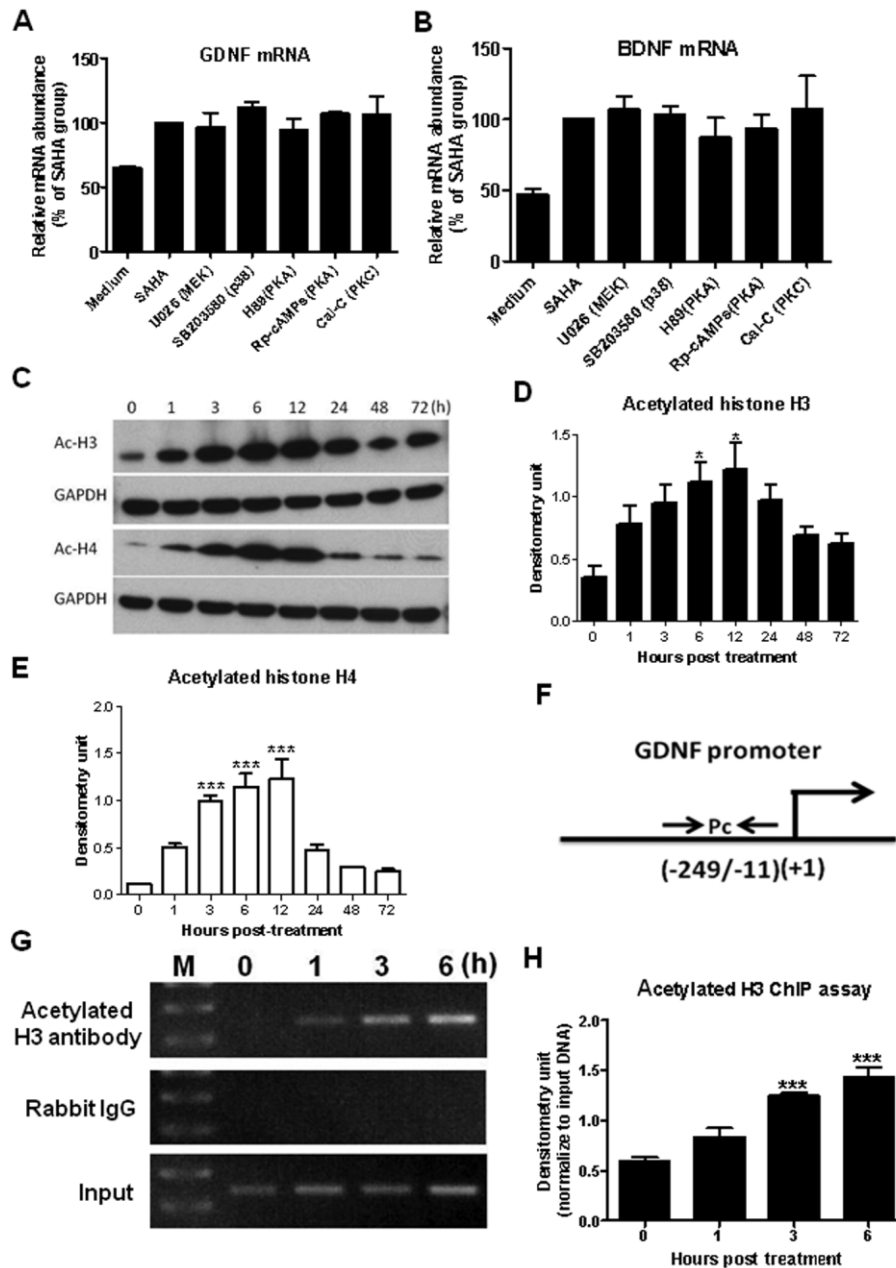 A
GDNF mRNA
Relative mRNA abundance
(% of SAHA group)
150
100
50
0
Medium
SAHA
U026 (MEK)
SB203580 (p38)
H89(PKA)
Rp-cAMPs(PKA)
Cal-C (PKC)
B
BDNF mRNA
Relative mRNA abundance
(% of SAHA group)
150
100
50
0
Medium
SAHA
U026 (MEK)
SB203580 (p38)
H89(PKA)
Rp-cAMPs(PKA)
Cal-C (PKC)
C
0 1 3 6 12 24 48 72 (h)
Ac-H3
GAPDH
Ac-H4
GAPDH
D
Acetylated histone H3
Densitometry unit
1.5
1.0
0.5
0.0
* *
0 1 3 6 12 24 48 72
Hours post treatment
E
Acetylated histone H4
Densitometry unit
2.0
1.5
1.0
0.5
0.0
*** *** ***
0 1 3 6 12 24 48 72
Hours post-treatment
F
GDNF promoter
Pc
(-249/-11)(+1)
G
M 0 1 3 6 (h)
Acetylated
H3 antibody
Rabbit IgG
Input
H
Acetylated H3 ChIP assay
Densitometry unit
(normalize to input DNA)
2.0
1.5
1.0
0.5
0.0
*** ***
0 1 3 6
Hours post treatment